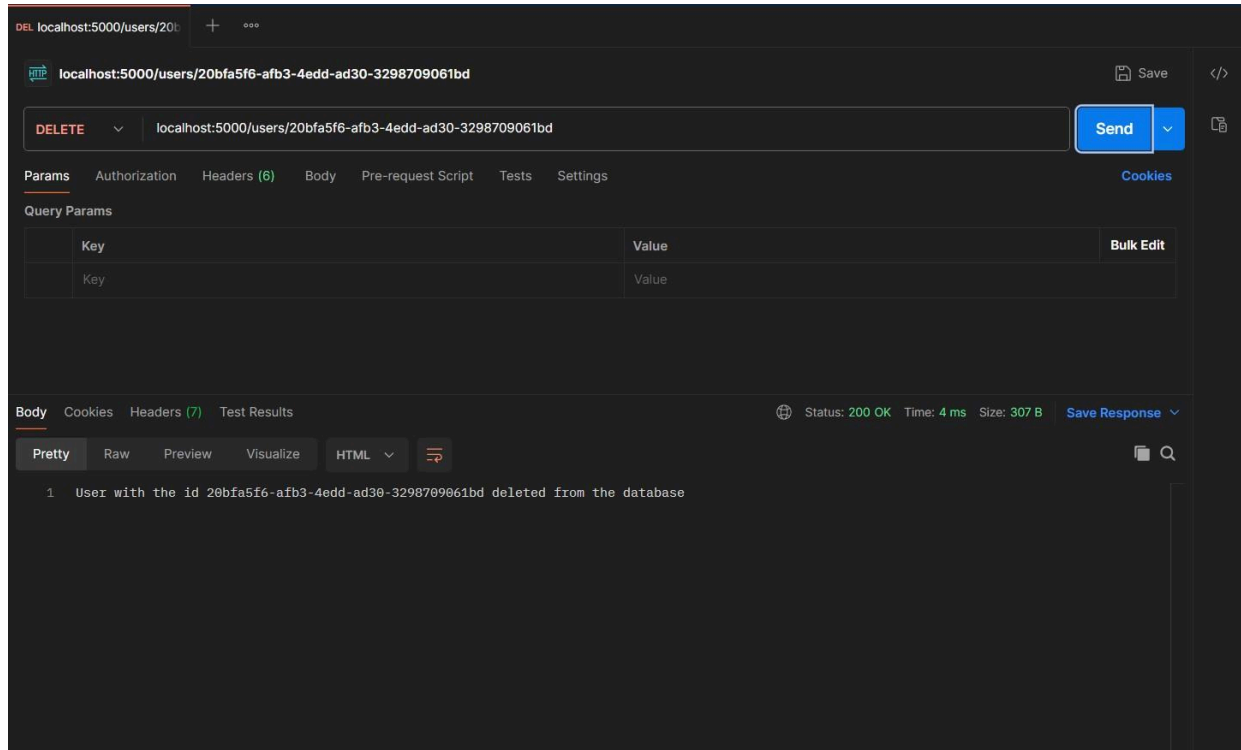 DEL localhost:5000/users/20b
HTTP localhost:5000/users/20bfa5f6-afb3-4edd-ad30-3298709061bd Save
DELETE localhost:5000/users/20bfa5f6-afb3-4edd-ad30-3298709061bd Send
Params Authorization Headers (6) Body Pre-request Script Tests Settings Cookies
Query Params
Key Value Bulk Edit
Key Value
Body Cookies Headers (7) Test Results Status: 200 OK Time: 4 ms Size: 307 B Save Response
Pretty Raw Preview Visualize HTML
1 User with the id 20bfa5f6-afb3-4edd-ad30-3298709061bd deleted from the database